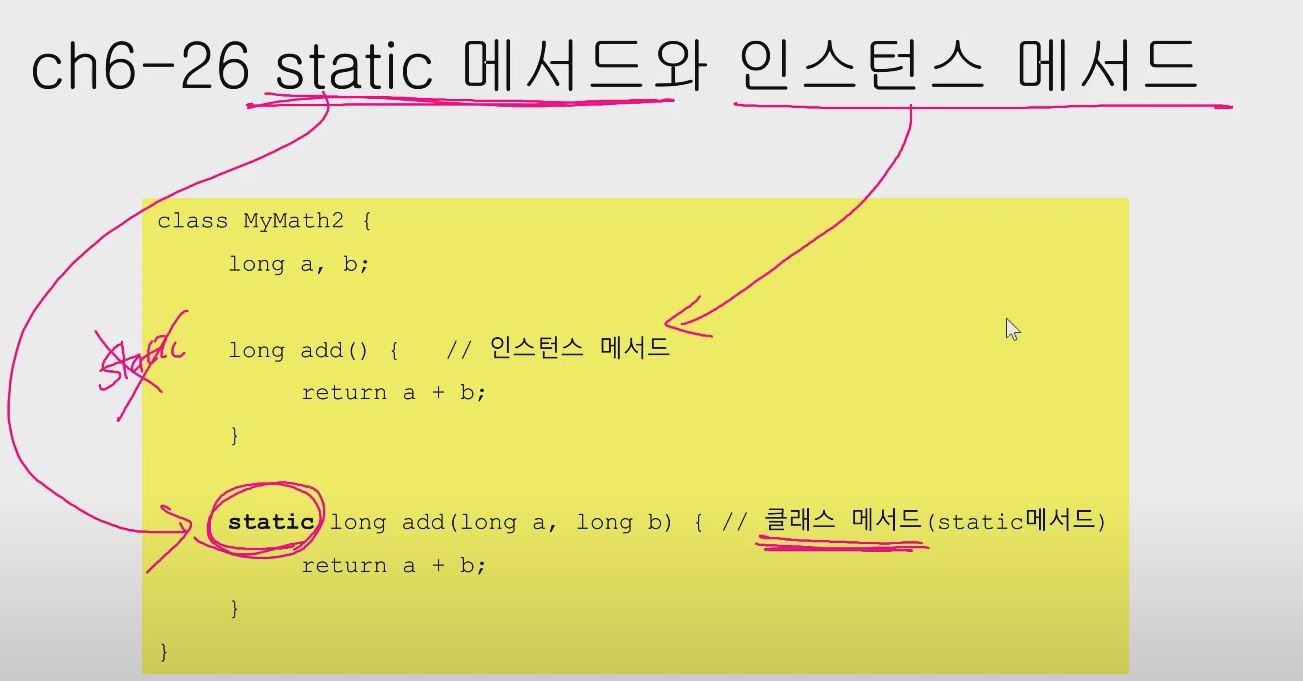 ch6-26 static 메서드와 인스턴스 메서드
class MyMath2 {
long a, b;
static
long add() { // 인스턴스 메서드
return a + b;
}
static long add(long a, long b) { // 클래스 메서드(static메서드)
return a + b;
}
}